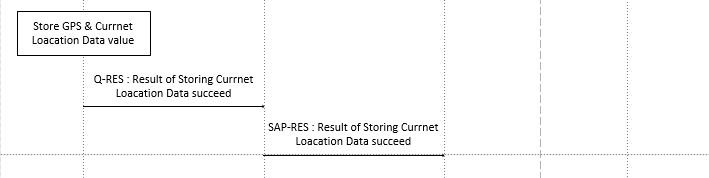 Store GPS & Currnet
Loacation Data value
Q-RES : Result of Storing Currnet
Loacation Data succeed
SAP-RES : Result of Storing Currnet
Loacation Data succeed